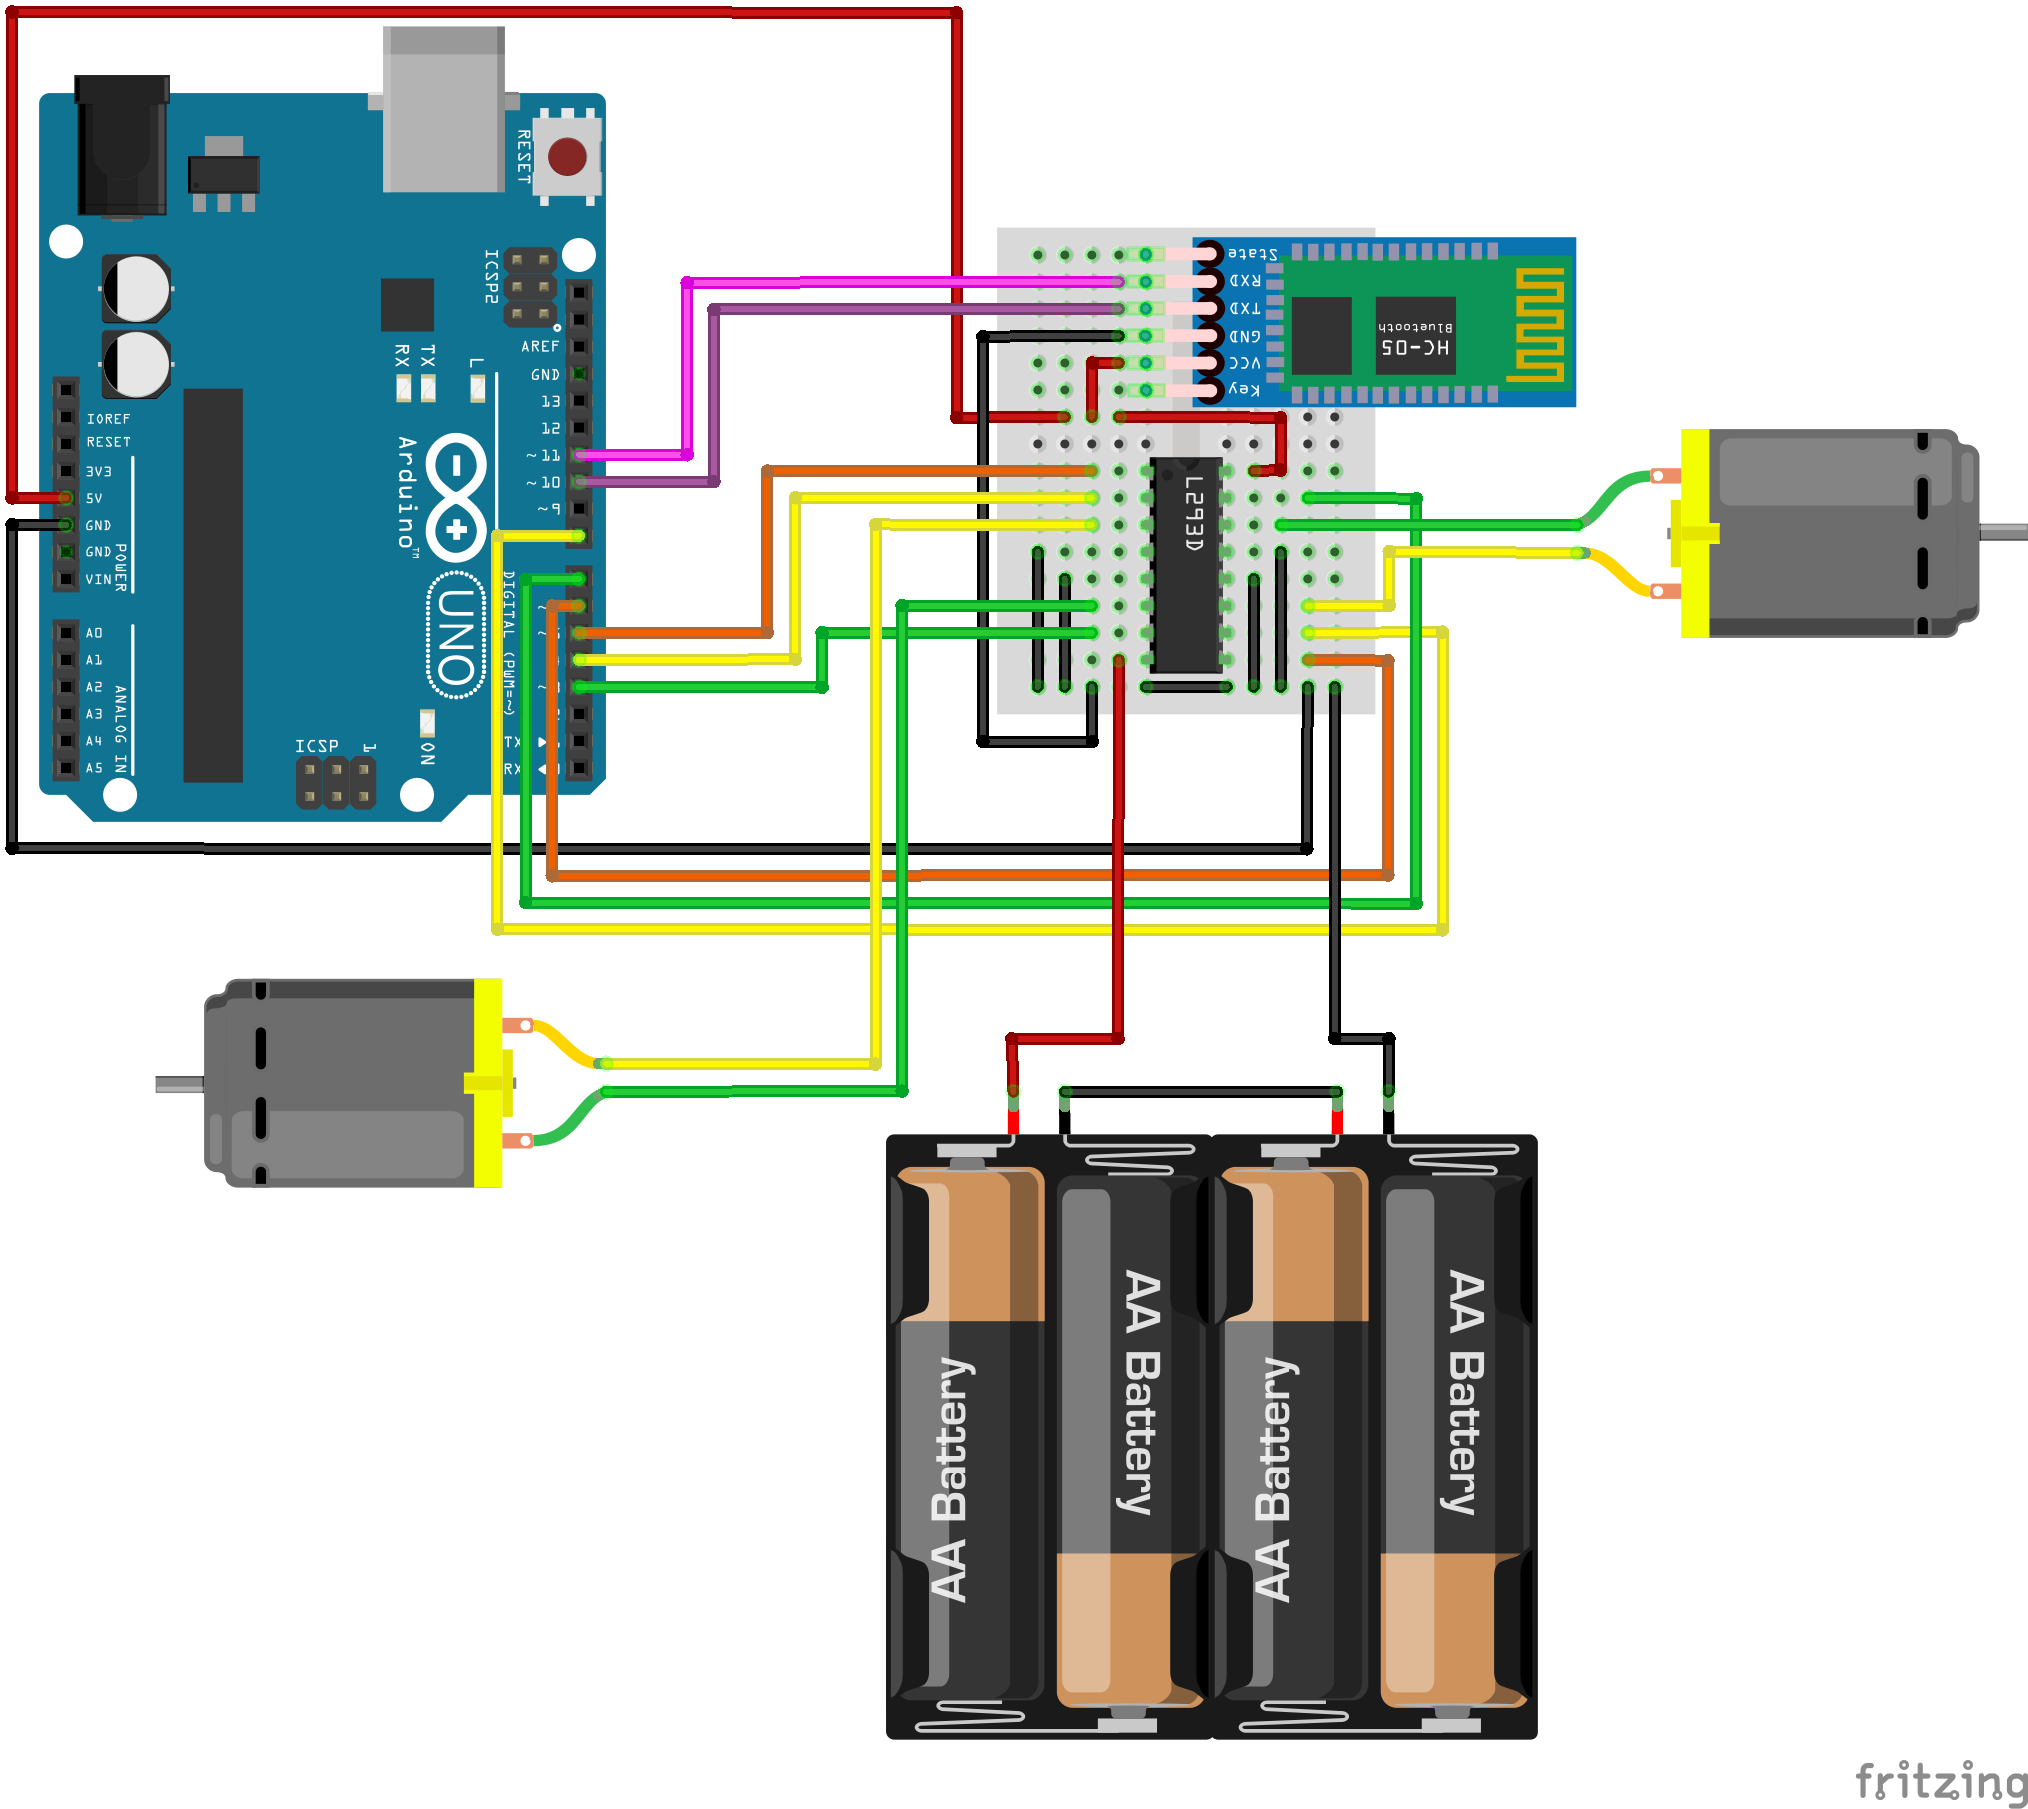 RESET
ICSP2
AREF
GND
13
12
~11
~10
~9
RX
TX
L
IOREF
RESET
3V3
5V
GND
GND
VIN
POWER
Arduino
TM
UNO
DIGITAL (PWM=~)
A0
A1
A2
A3
A4
A5
ANALOG IN
ICSP
1
ON
TX
RX
State
RXD
TXD
GND
VCC
Key
HC-05
Bluetooth
L293D
AA Battery
AA Battery
AA Battery
AA Battery
fritzing